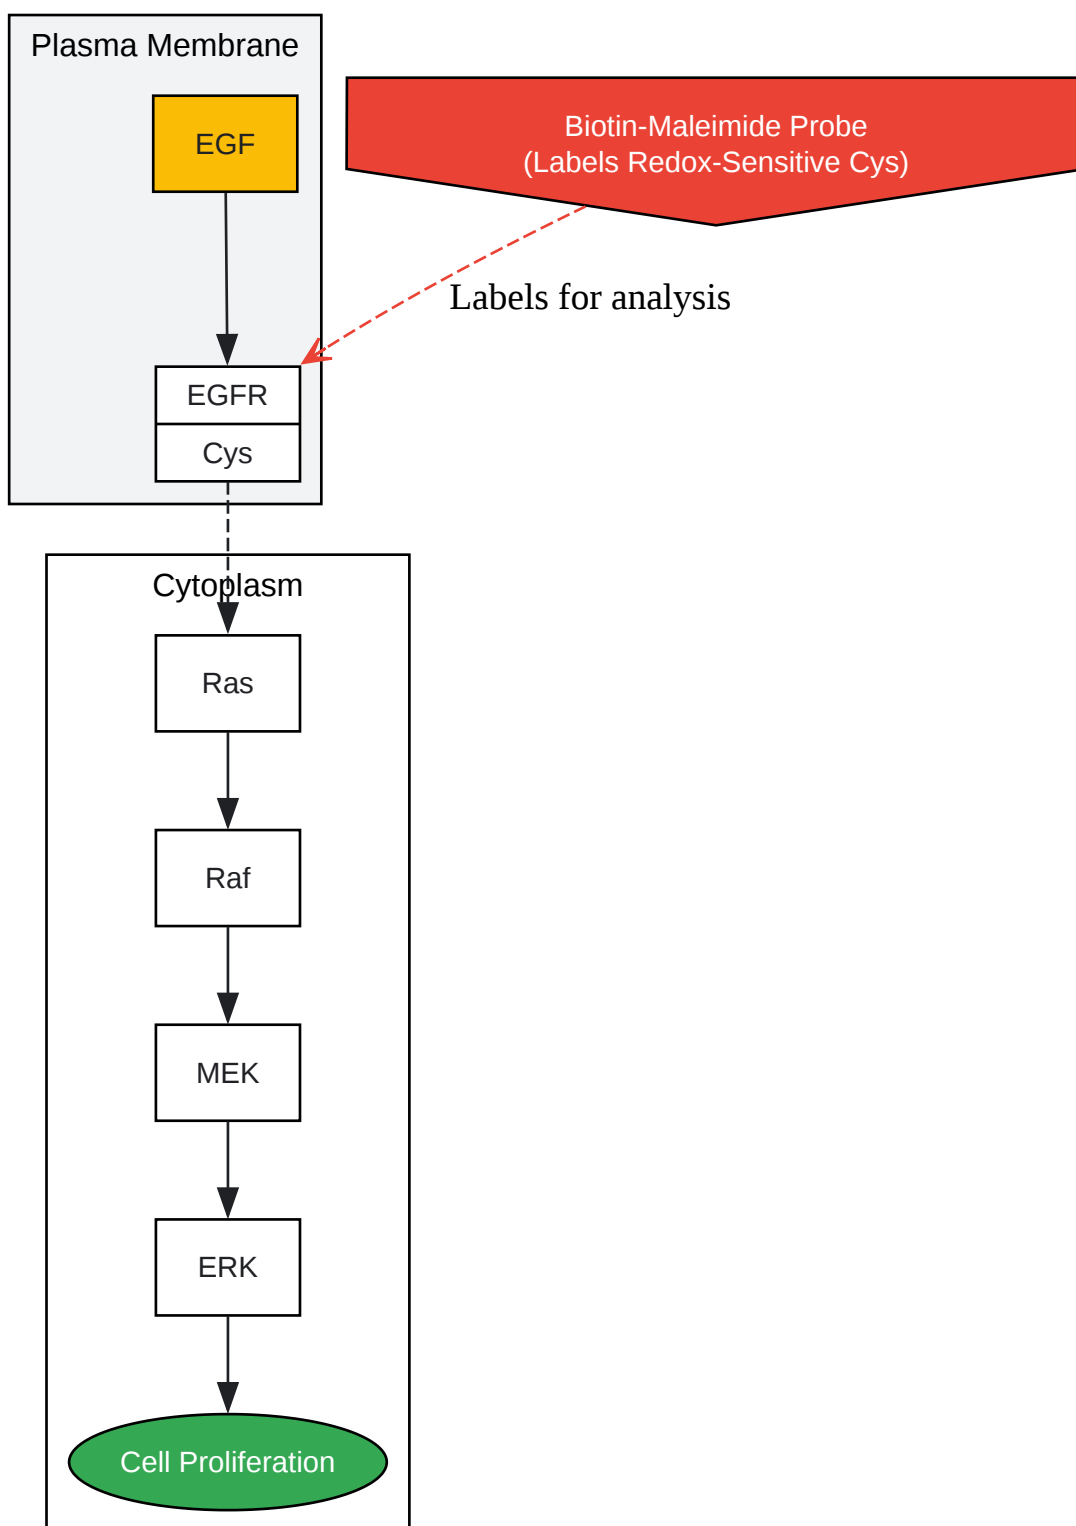 Plasma Membrane
EGF
Biotin-Maleimide Probe
(Labels Redox-Sensitive Cys)
Labels for analysis
EGFR
Cys
Cytoplasm
Ras
Raf
MEK
ERK
Cell Proliferation